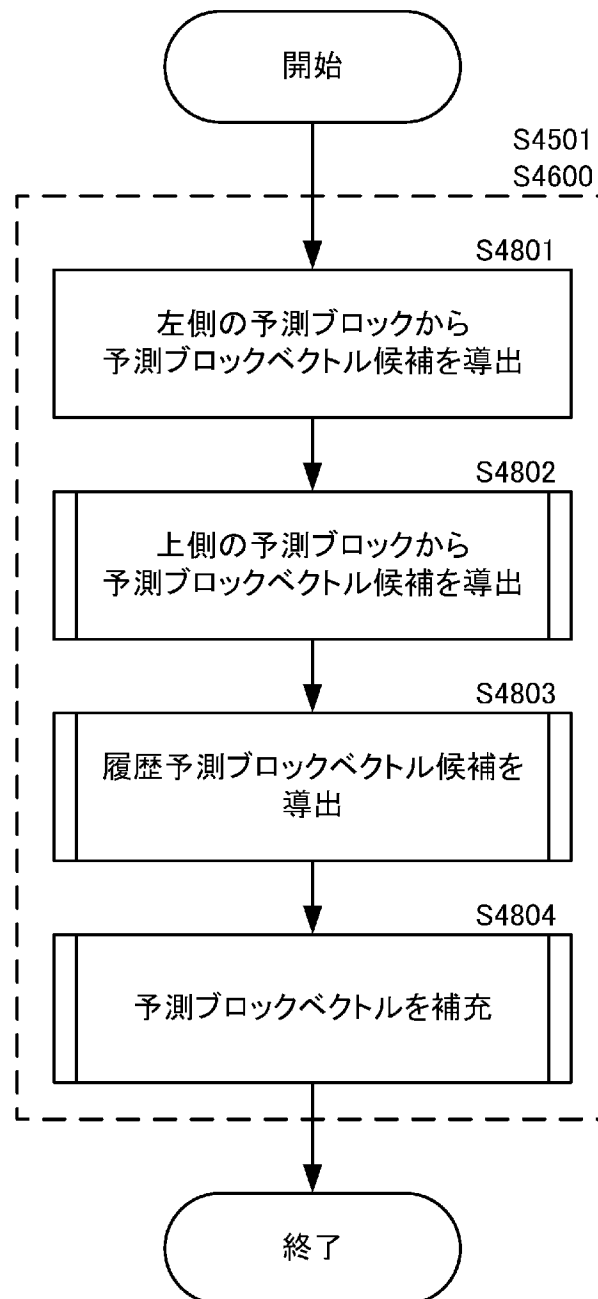 開始
S4501
S4600
S4801
左側の予測ブロックから
予測ブロックベクトル候補を導出
S4802
上側の予測ブロックから
予測ブロックベクトル候補を導出
S4803
履歴予測ブロックベクトル候補を
導出
S4804
予測ブロックベクトルを補充
終了